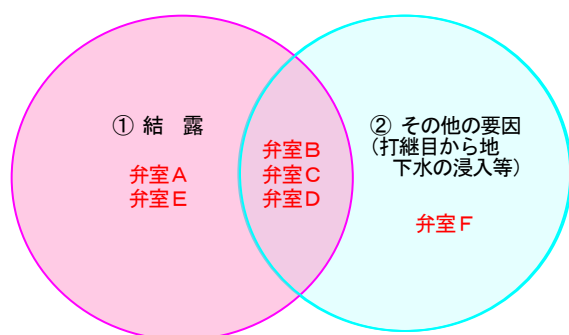 ① 結　露
弁室Ａ
弁室Ｅ
弁室Ｂ
弁室Ｃ
弁室Ｄ
② その他の要因
(打継目から地
下水の浸入等)
弁室Ｆ